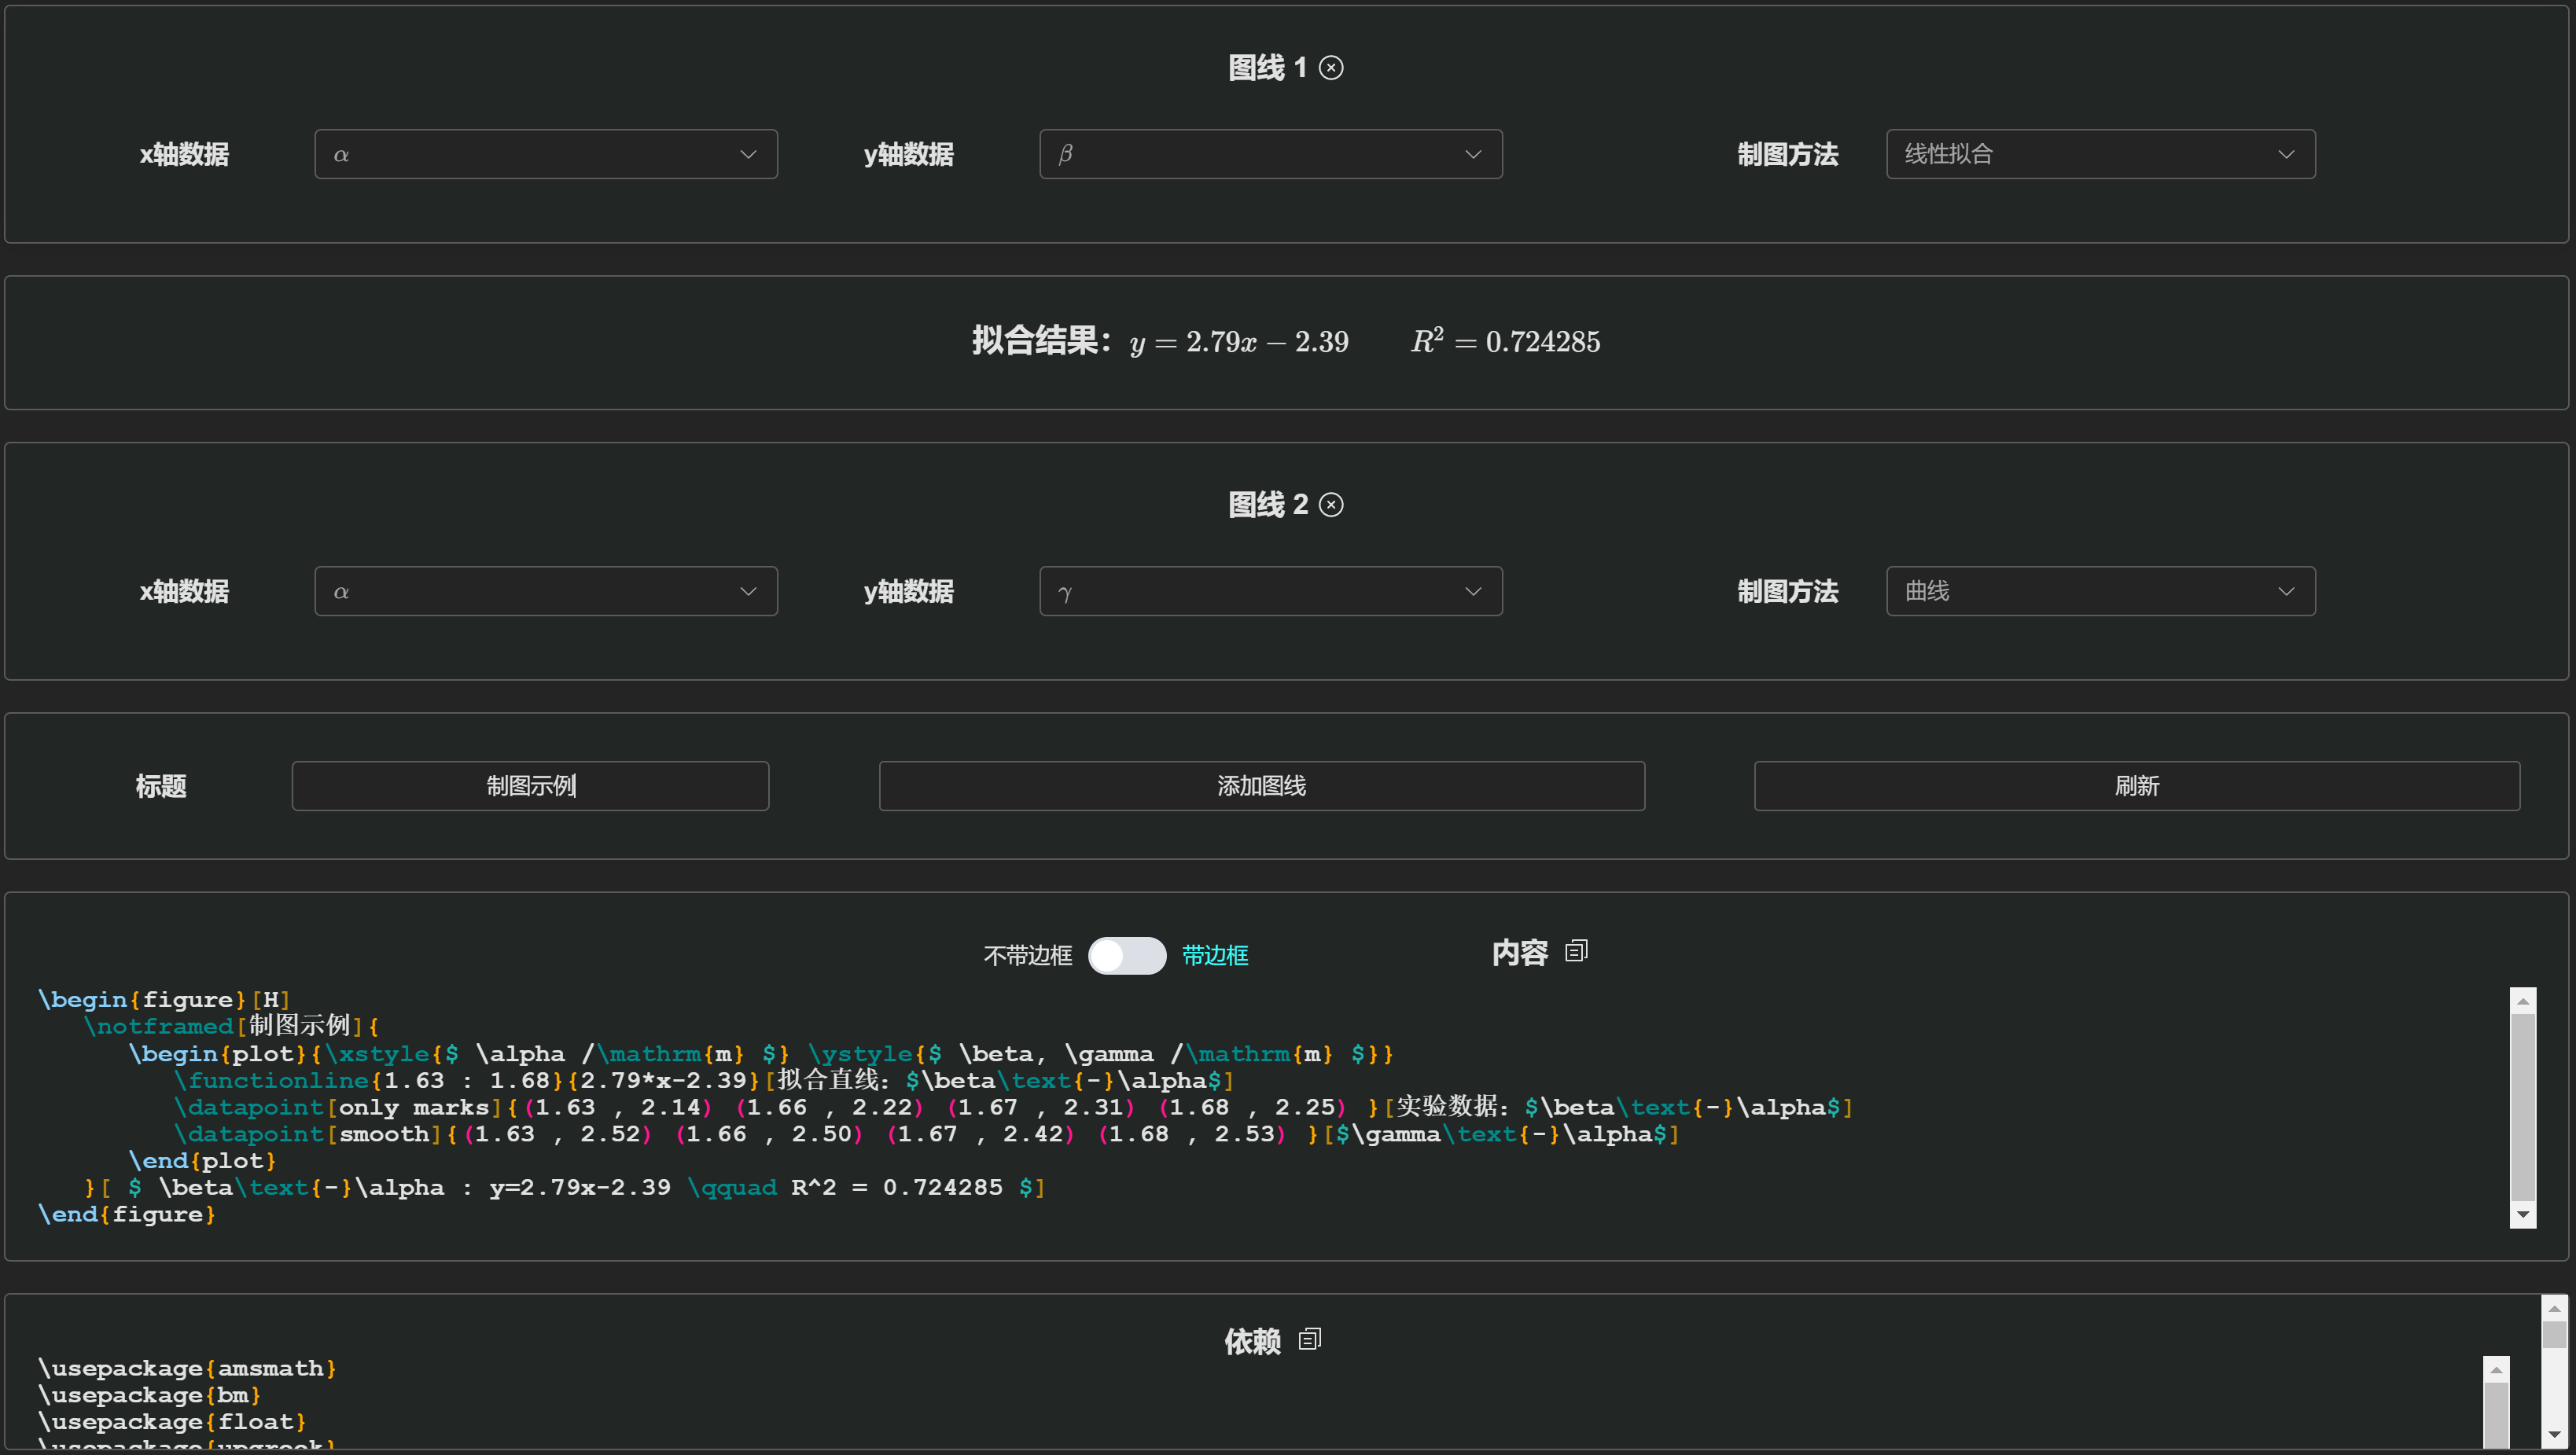 图线 1
x轴数据 α y轴数据 β 制图方法 线性拟合
拟合结果：y = 2.79x − 2.39 R² = 0.724285
图线 2
x轴数据 α y轴数据 γ 制图方法 曲线
标题 制图示例 添加图线 刷新
不带边框 带边框 内容
\begin{figure}[H]
\notframed[制图示例]{
\begin{plot}{\xstyle{$ \alpha /\mathrm{m} $} \ystyle{$ \beta, \gamma /\mathrm{m} $}}
\functionline{1.63 : 1.68}{2.79*x-2.39}[拟合直线：$\beta\text{-}\alpha$]
\datapoint[only marks]{(1.63 , 2.14) (1.66 , 2.22) (1.67 , 2.31) (1.68 , 2.25) }[实验数据：$\beta\text{-}\alpha$]
\datapoint[smooth]{(1.63 , 2.52) (1.66 , 2.50) (1.67 , 2.42) (1.68 , 2.53) }[$\gamma\text{-}\alpha$]
\end{plot}
}[ $ \beta\text{-}\alpha : y=2.79x-2.39 \qquad R^2 = 0.724285 $]
\end{figure}
依赖
\usepackage{amsmath}
\usepackage{bm}
\usepackage{float}
\usepackage{upgreek}